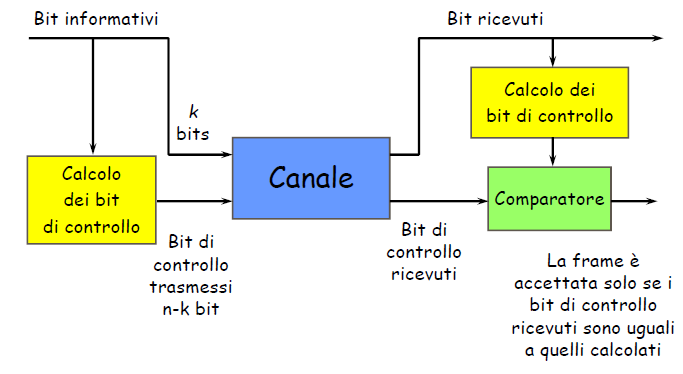 Bit informativi
Bit ricevuti
k
bits
Calcolo dei
bit di controllo
Canale
Calcolo
dei bit
di controllo
Comparatore
Bit di
controllo
trasmessi
n-k bit
Bit di
controllo
ricevuti
La frame è
accettata solo se i
bit di controllo
ricevuti sono uguali
a quelli calcolati